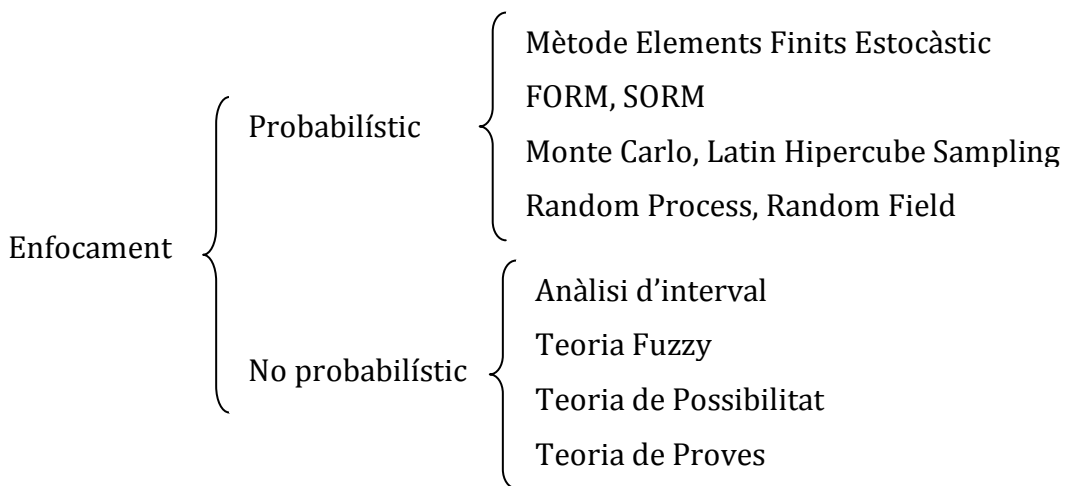 Enfocament
Probabilístic
Mètode Elements Finits Estocàstic
FORM, SORM
Monte Carlo, Latin Hipercube Sampling
Random Process, Random Field
No probabilístic
Anàlisi d’interval
Teoria Fuzzy
Teoria de Possibilitat
Teoria de Proves